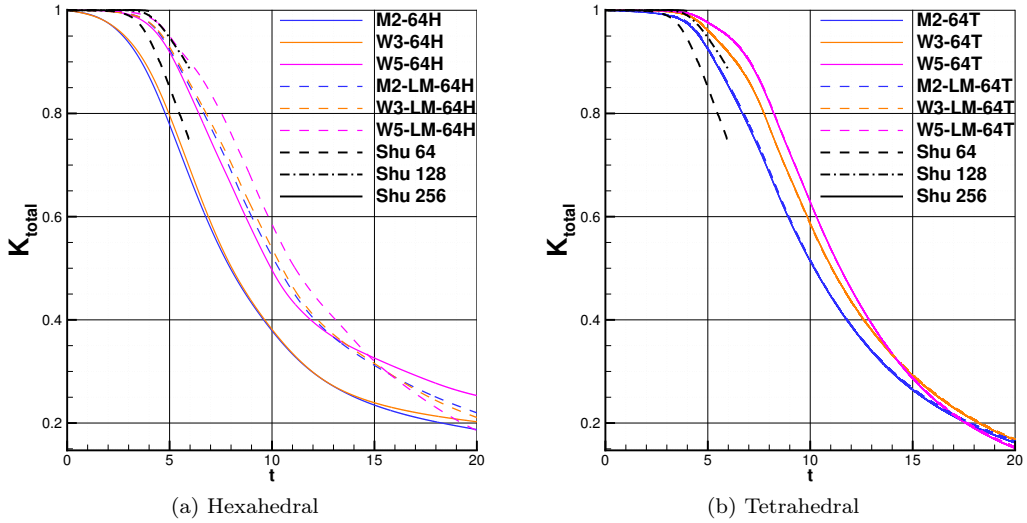 K_total
1
0.8
0.6
0.4
0.2
0
5
10
15
20
t
M2-64H
W3-64H
W5-64H
M2-LM-64H
W3-LM-64H
W5-LM-64H
Shu 64
Shu 128
Shu 256
(a) Hexahedral
K_total
1
0.8
0.6
0.4
0.2
0
5
10
15
20
t
M2-64T
W3-64T
W5-64T
M2-LM-64T
W3-LM-64T
W5-LM-64T
Shu 64
Shu 128
Shu 256
(b) Tetrahedral